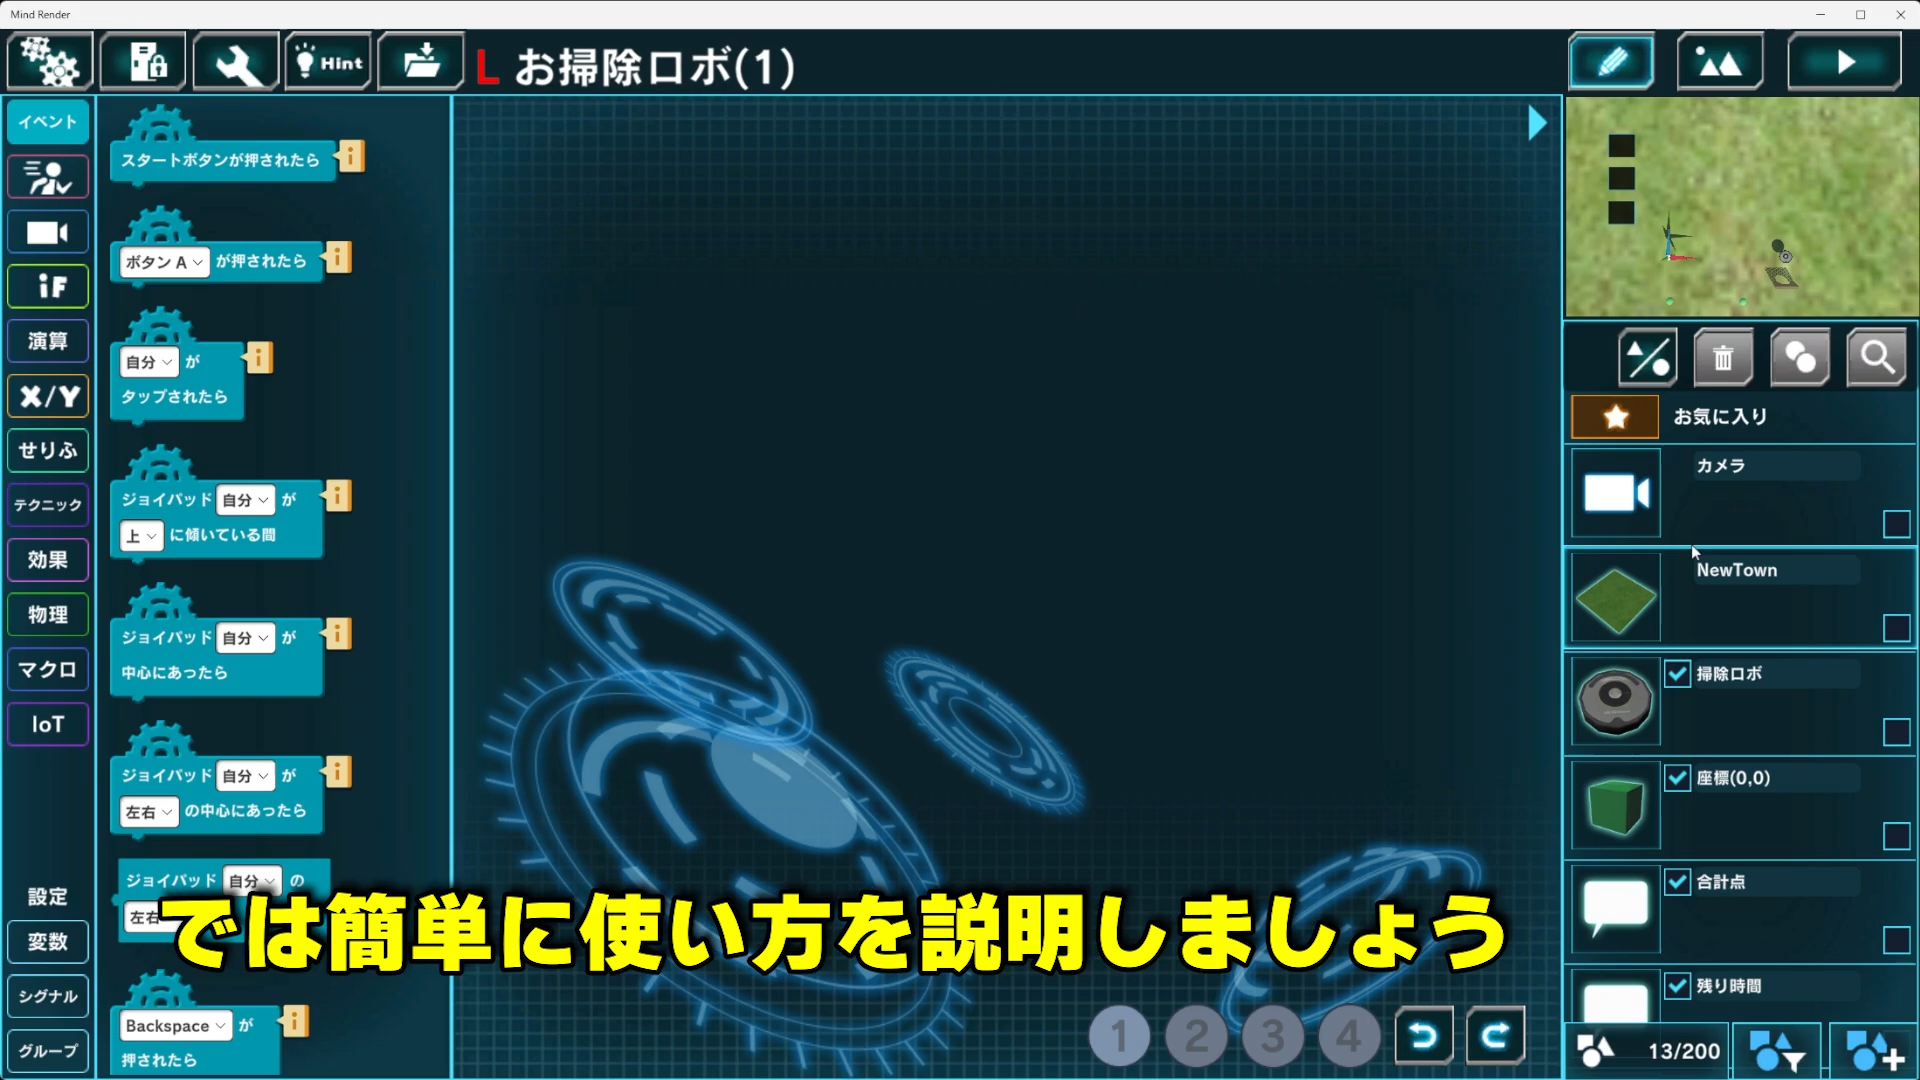 Mind Render
Hint
L お掃除ロボ(1)
イベント
iF
演算
X/Y
せりふ
テクニック
効果
物理
マクロ
IoT
設定
変数
シグナル
グループ
スタートボタンが押されたら
ボタン A が押されたら
自分 が
タップされたら
ジョイパッド 自分 が
上 に傾いている間
ジョイパッド 自分 が
中心にあったら
ジョイパッド 自分 が
左右 の中心にあったら
ジョイパッド 自分 の
左右
Backspace が
押されたら
では簡単に使い方を説明しましょう
1 2 3 4
お気に入り
カメラ
NewTown
掃除ロボ
座標(0,0)
合計点
残り時間
13/200